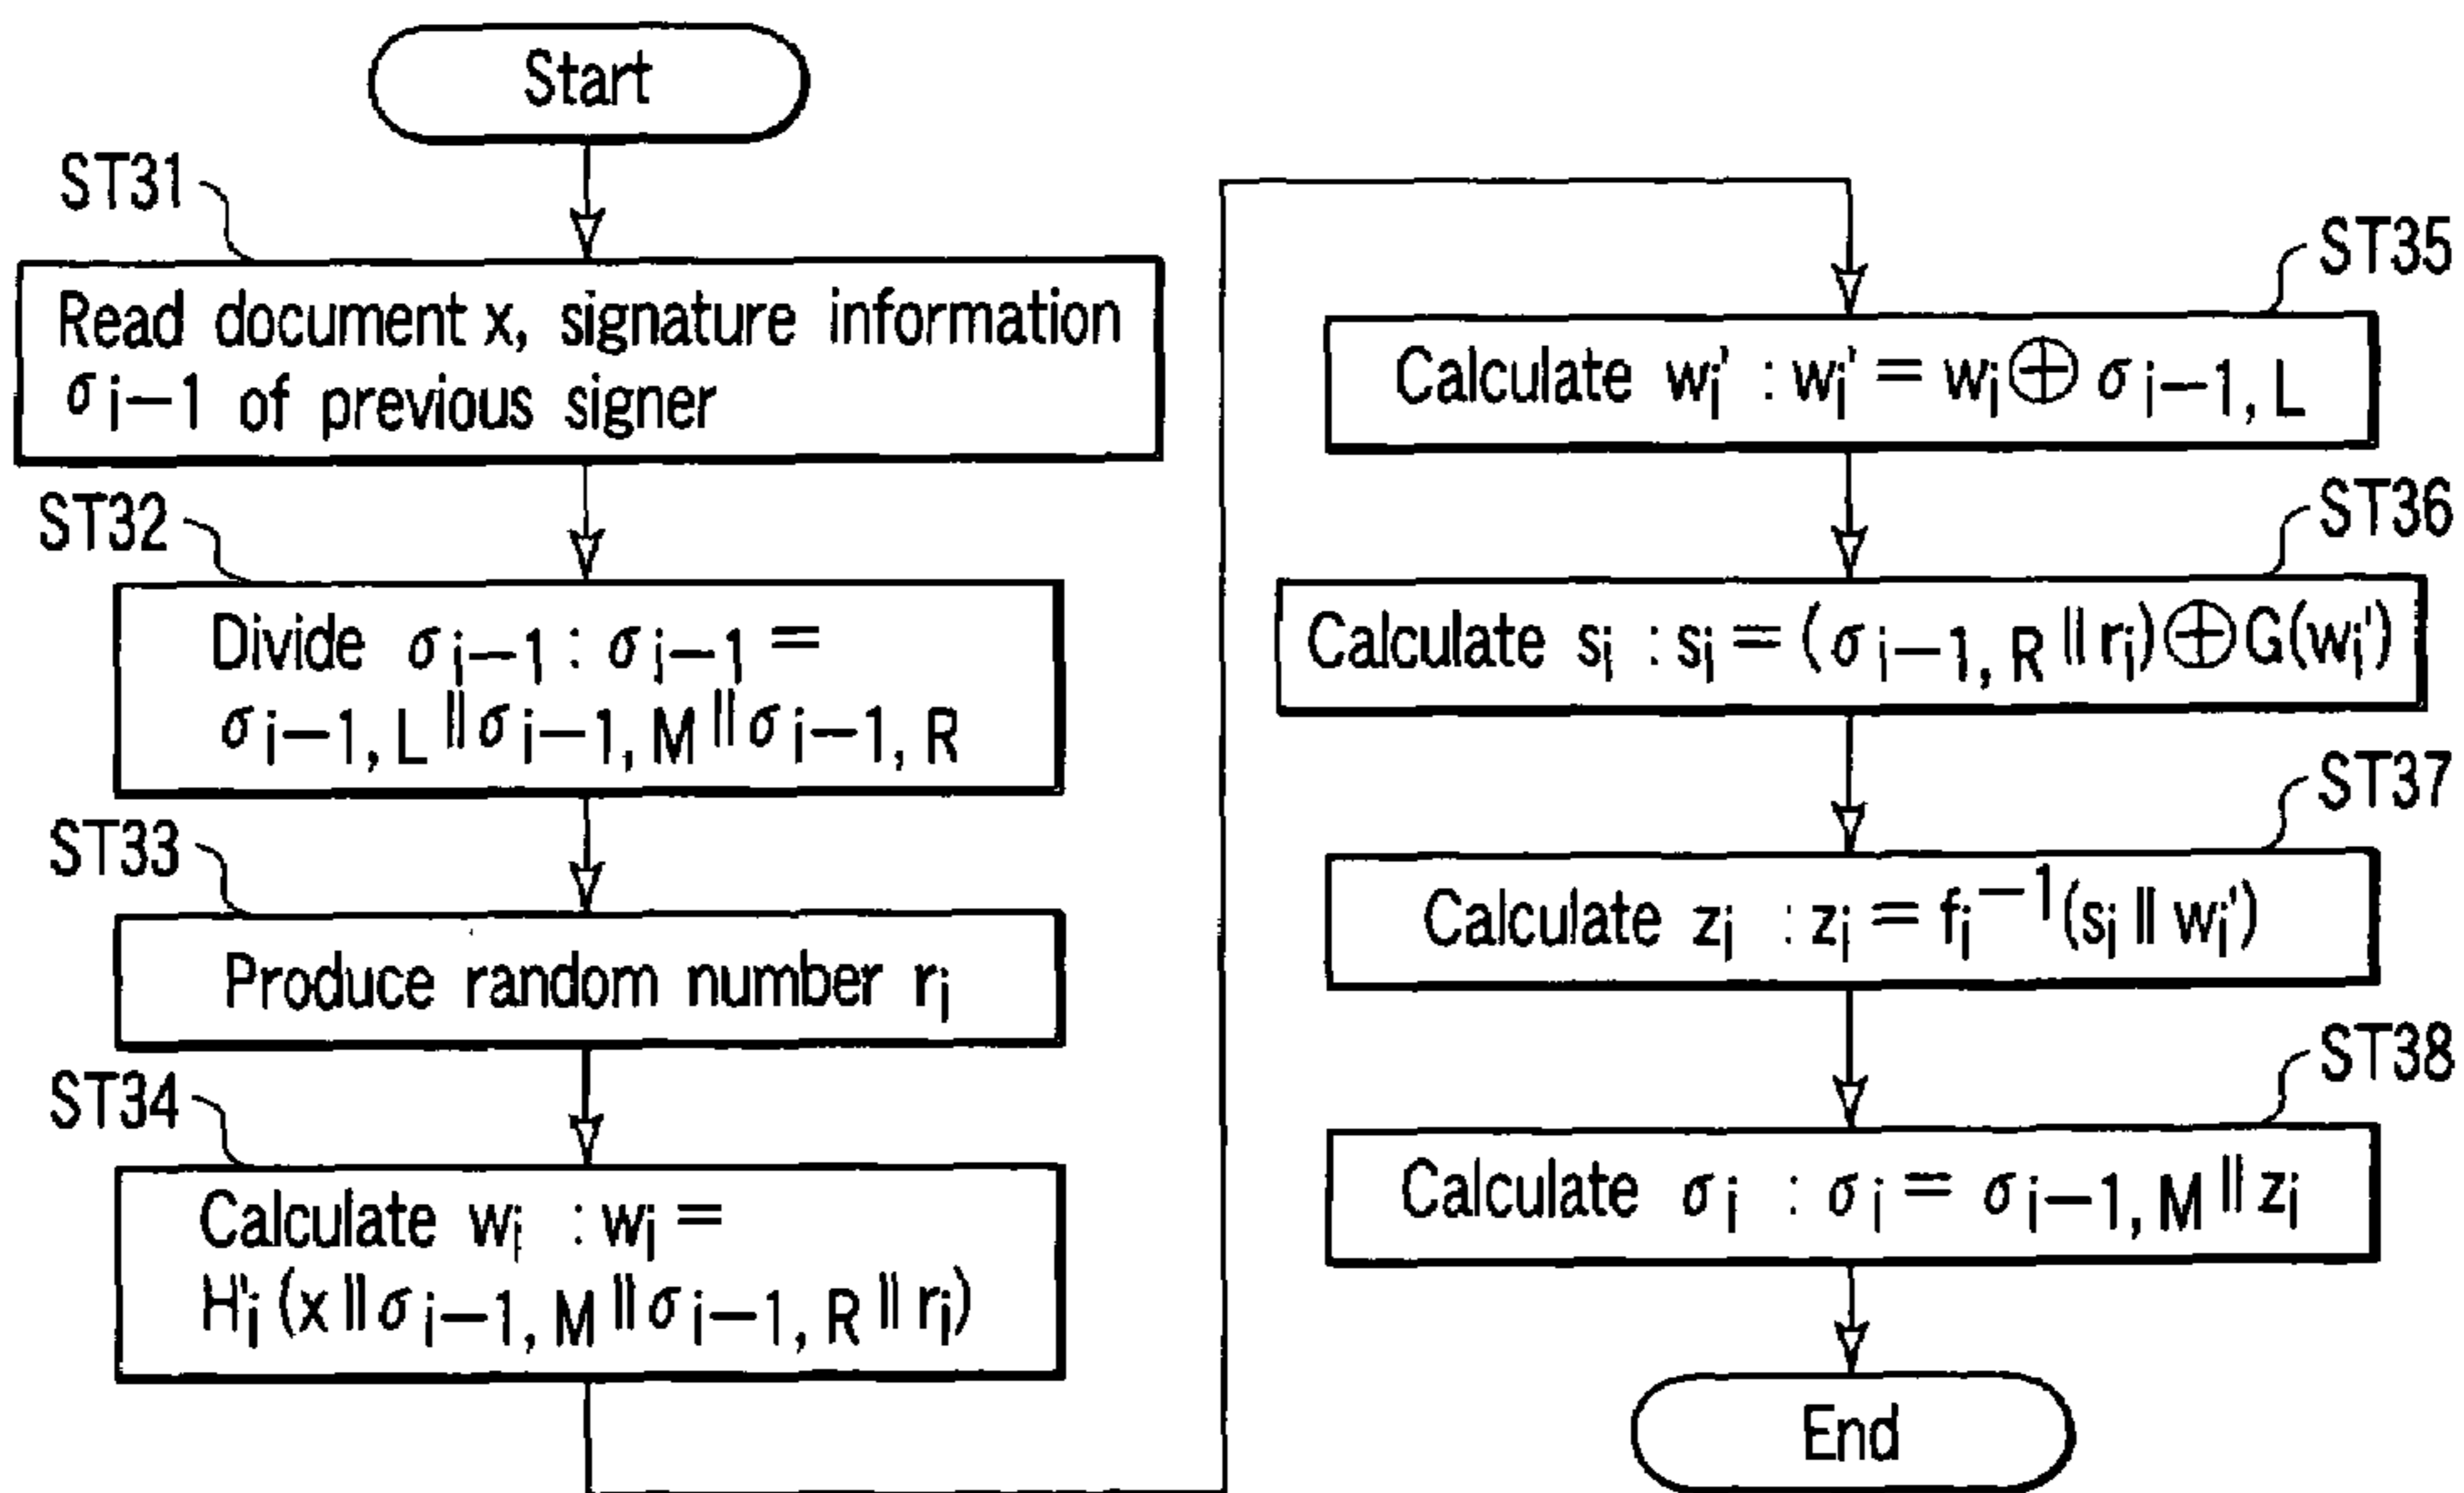 Start
ST31
Read document x, signature information
σ i−1 of previous signer
ST32
Divide σ i−1 : σ i−1 =
σ i−1, L || σ i−1, M || σ i−1, R
ST33
Produce random number ri
ST34
Calculate wi : wi =
H'i (x || σ i−1, M || σ i−1, R || ri)
ST35
Calculate wi' : wi' = wi ⊕ σ i−1, L
ST36
Calculate si : si = (σ i−1, R || ri) ⊕ G(wi')
ST37
Calculate zi : zi = fi −1 (si || wi')
ST38
Calculate σ i : σ i = σ i−1, M || zi
End